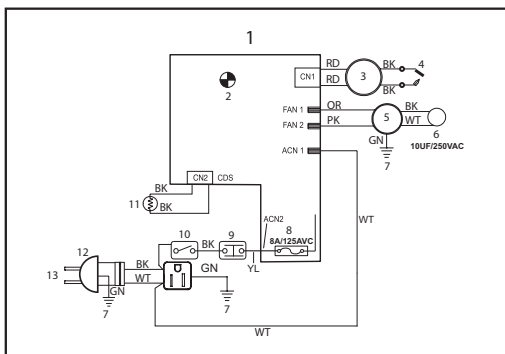 1
RD
BK
4
CN1
3
RD
BK
2
FAN 1
OR
BK
5
FAN 2
PK
WT
6
GN
10UF/250VAC
7
ACN 1
CN2
CDS
BK
11
BK
WT
ACN2
8
10
9
8A/125AVC
BK
12
BK
GN
YL
13
WT
GN
7
7
WT